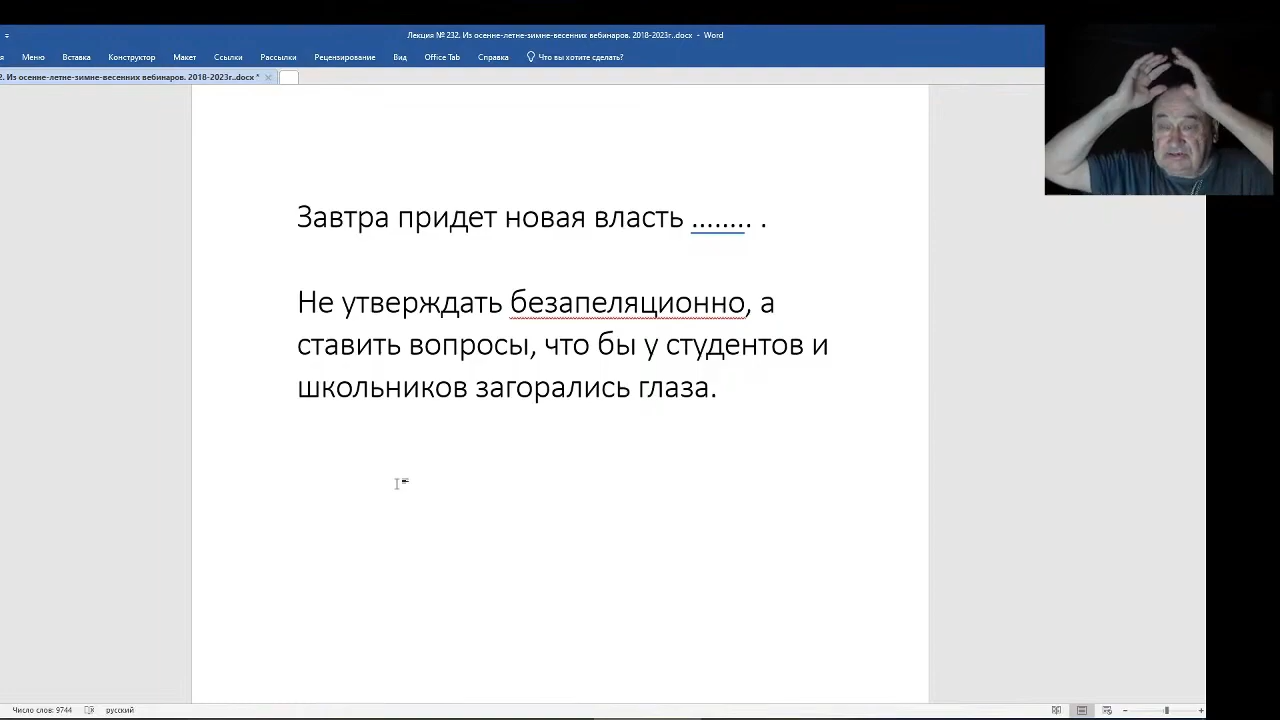 Лекция № 232. Из осенне-летне-зимне-весенних вебинаров. 2018-2023г..docx - Word
я Меню Вставка Конструктор Макет Ссылки Рассылки Рецензирование Вид Office Tab Справка Что вы хотите сделать?
2. Из осенне-летне-зимне-весенних вебинаров. 2018-2023г..docx *
Завтра придет новая власть ........ .
Не утверждать безапеляционно, а
ставить вопросы, что бы у студентов и
школьников загорались глаза.
Число слов: 9744 русский